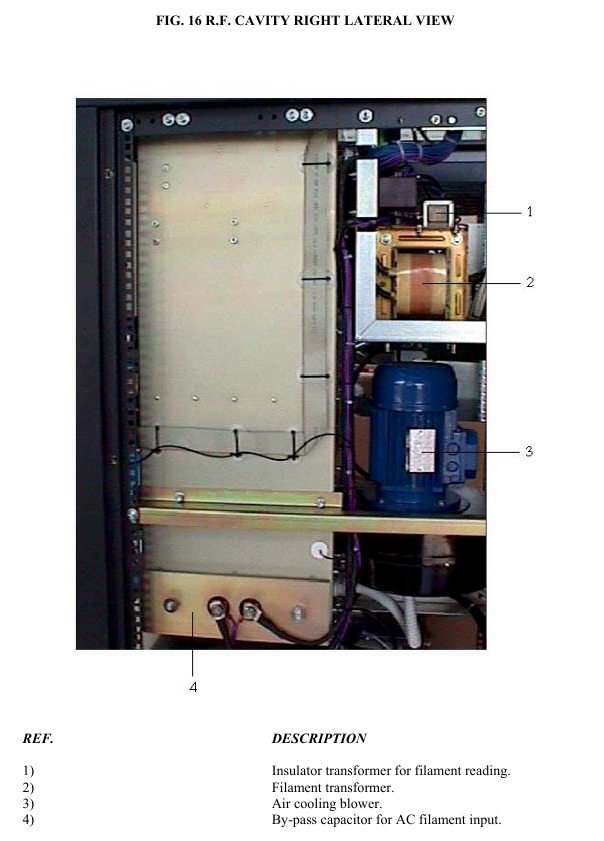 FIG. 16 R.F. CAVITY RIGHT LATERAL VIEW
1
2
3
4
REF. DESCRIPTION
1) Insulator transformer for filament reading.
2) Filament transformer.
3) Air cooling blower.
4) By-pass capacitor for AC filament input.